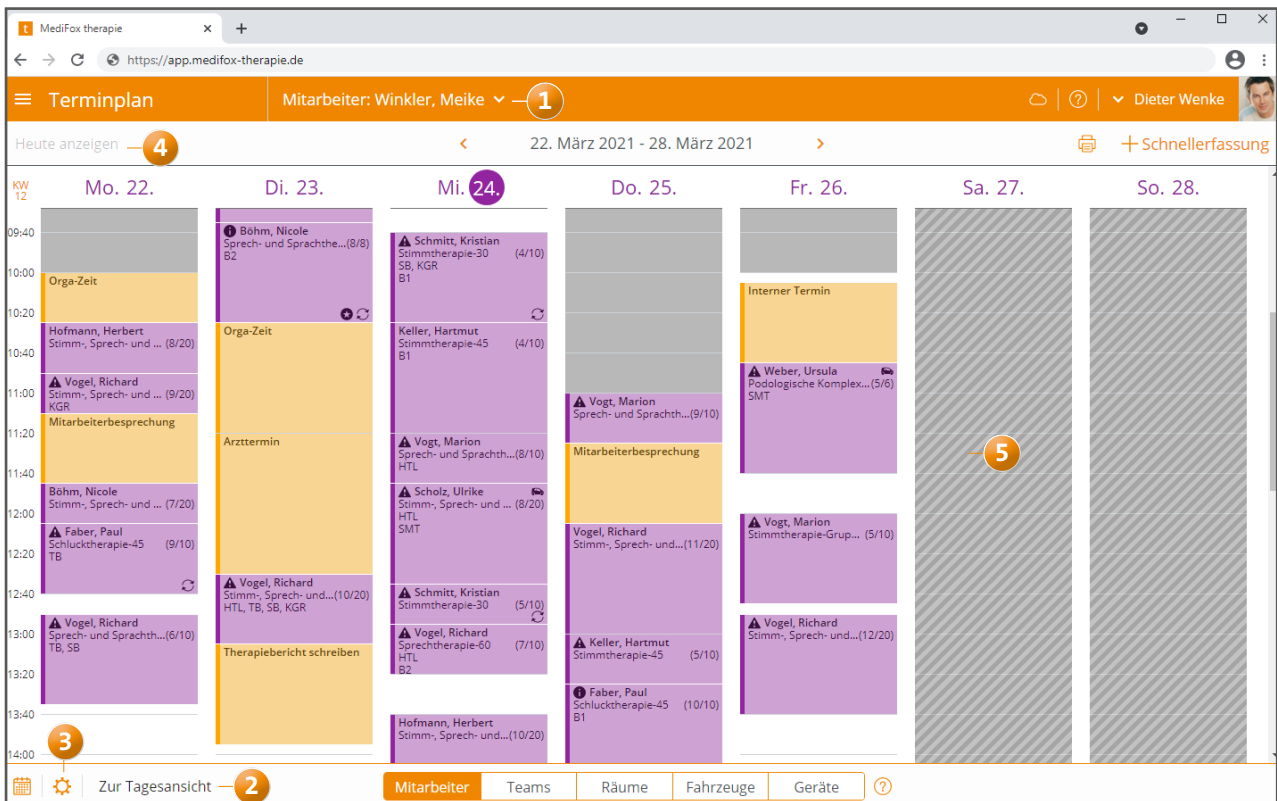 t MediFox therapie × +
https://app.medifox-therapie.de
Terminplan
Mitarbeiter: Winkler, Meike
1
? Dieter Wenke
Heute anzeigen
4
< 22. März 2021 - 28. März 2021 >
+ Schnellerfassung
KW
12
Mo. 22.
Di. 23.
Mi. 24.
Do. 25.
Fr. 26.
Sa. 27.
So. 28.
09:40
10:00
10:20
10:40
11:00
11:20
11:40
12:00
12:20
12:40
13:00
13:20
13:40
14:00
Orga-Zeit
Hofmann, Herbert
Stimm-, Sprech- und ... (8/20)
Vogel, Richard
Stimm-, Sprech- und ... (9/20)
KGR
Mitarbeiterbesprechung
Böhm, Nicole
Stimm-, Sprech- und ... (7/20)
Faber, Paul
Schlucktherapie-45 (9/10)
TB
Vogel, Richard
Sprech- und Sprachth...(6/10)
TB, SB
Böhm, Nicole
Sprech- und Sprachthe...(8/8)
B2
Orga-Zeit
Arzttermin
Vogel, Richard
Stimm-, Sprech- und...(10/20)
HTL, TB, SB, KGR
Therapiebericht schreiben
Schmitt, Kristian
Stimmtherapie-30 (4/10)
SB, KGR
B1
Keller, Hartmut
Stimmtherapie-45 (4/10)
B1
Vogt, Marion
Sprech- und Sprachth...(8/10)
HTL
Scholz, Ulrike
Stimm-, Sprech- und ... (8/20)
HTL
SMT
Schmitt, Kristian
Stimmtherapie-30 (5/10)
Vogel, Richard
Sprechtherapie-60 (7/10)
HTL
B2
Hofmann, Herbert
Stimm-, Sprech- und...(10/20)
Vogt, Marion
Sprech- und Sprachth...(9/10)
Mitarbeiterbesprechung
Vogel, Richard
Stimm-, Sprech- und...(11/20)
Keller, Hartmut
Stimmtherapie-45 (5/10)
Faber, Paul
Schlucktherapie-45 (10/10)
B1
Interner Termin
Weber, Ursula
Podologische Komplex...(5/6)
SMT
Vogt, Marion
Stimmtherapie-Grup... (5/10)
Vogel, Richard
Stimm-, Sprech- und...(12/20)
5
3
Zur Tagesansicht
2
Mitarbeiter Teams Räume Fahrzeuge Geräte ?